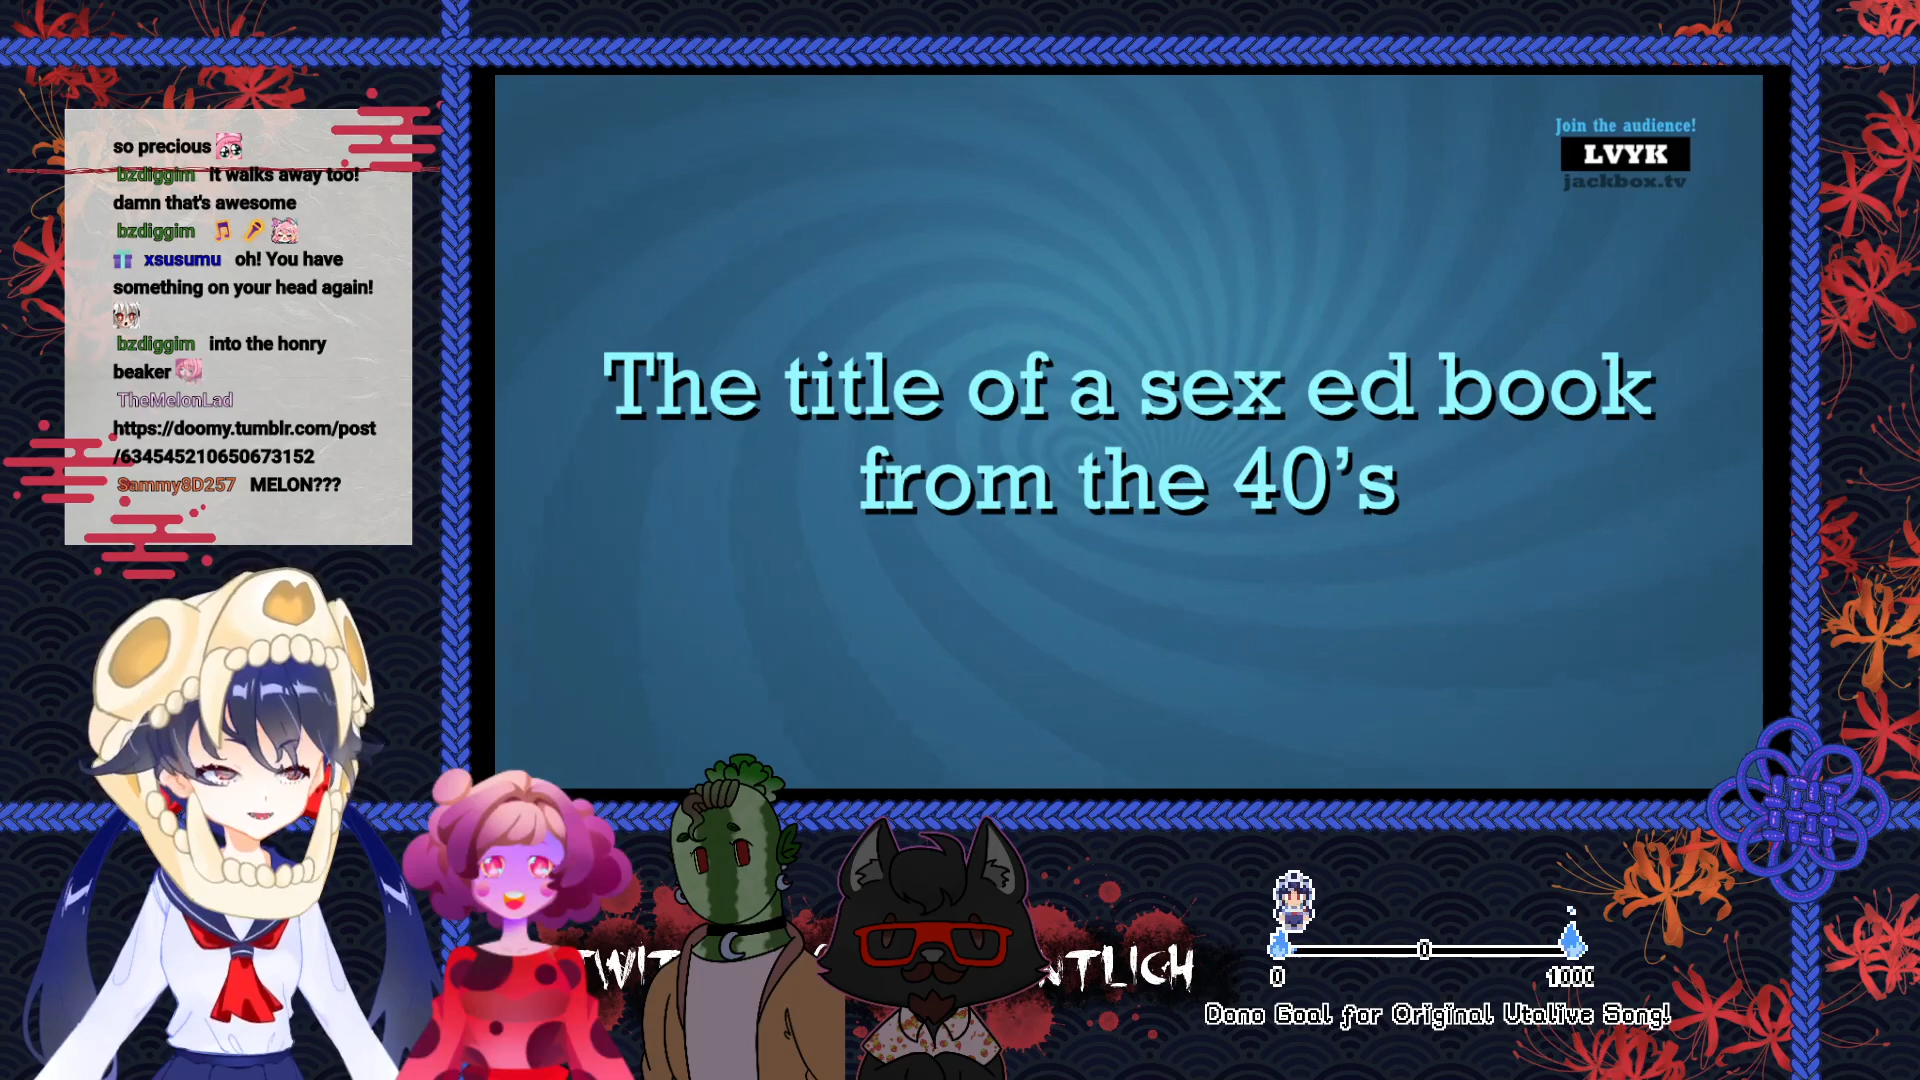 so precious
bzdiggim It walks away too!
damn that's awesome
bzdiggim
xsusumu oh! You have
something on your head again!
bzdiggim into the honry
beaker
TheMelonLad
https://doomy.tumblr.com/post
/634545210650673152
Sammy8D257 MELON???
Join the audience!
LVYK
jackbox.tv
The title of a sex ed book
from the 40's
0
0
1000
Dono Goal for Original Utalive Song!